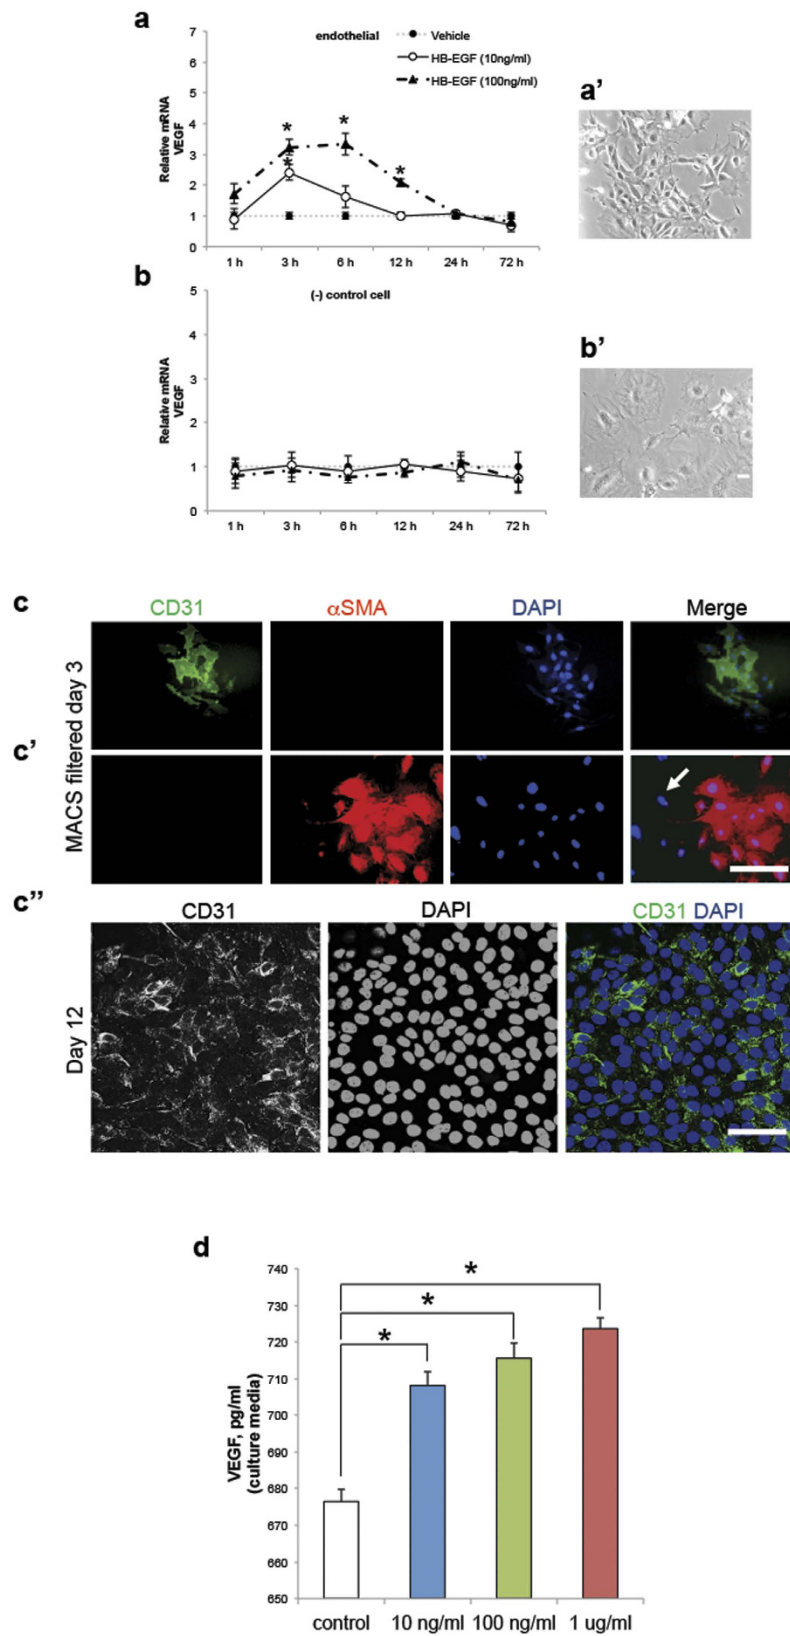 a
7
6
5
4
3
2
1
0
Relative mRNA
VEGF
endothelial
Vehicle
HB-EGF (10ng/ml)
HB-EGF (100ng/ml)
*
*
*
*
1 h
3 h
6 h
12 h
24 h
72 h
a’
b
5
4
3
2
1
0
Relative mRNA
VEGF
(-) control cell
1 h
3 h
6 h
12 h
24 h
72 h
b’
c
CD31
αSMA
DAPI
Merge
MACS filtered day 3
c’
c’’
CD31
DAPI
CD31 DAPI
Day 12
d
740
730
720
710
700
690
680
670
660
650
VEGF, pg/ml
(culture media)
*
*
*
control
10 ng/ml
100 ng/ml
1 ug/ml